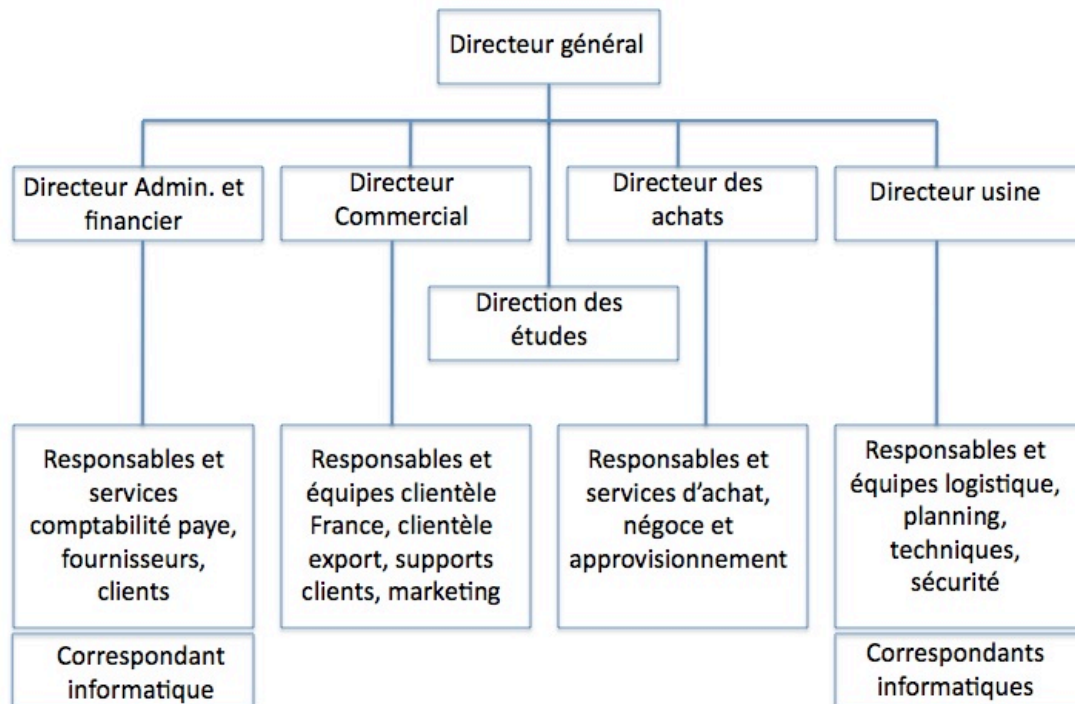 Directeur général
Directeur Admin. et
financier
Directeur
Commercial
Directeur des
achats
Directeur usine
Direction des
études
Responsables et
services
comptabilité paye,
fournisseurs,
clients
Responsables et
équipes clientèle
France, clientèle
export, supports
clients, marketing
Responsables et
services d'achat,
négoce et
approvisionnement
Responsables et
équipes logistique,
planning,
techniques,
sécurité
Correspondant
informatique
Correspondants
informatiques